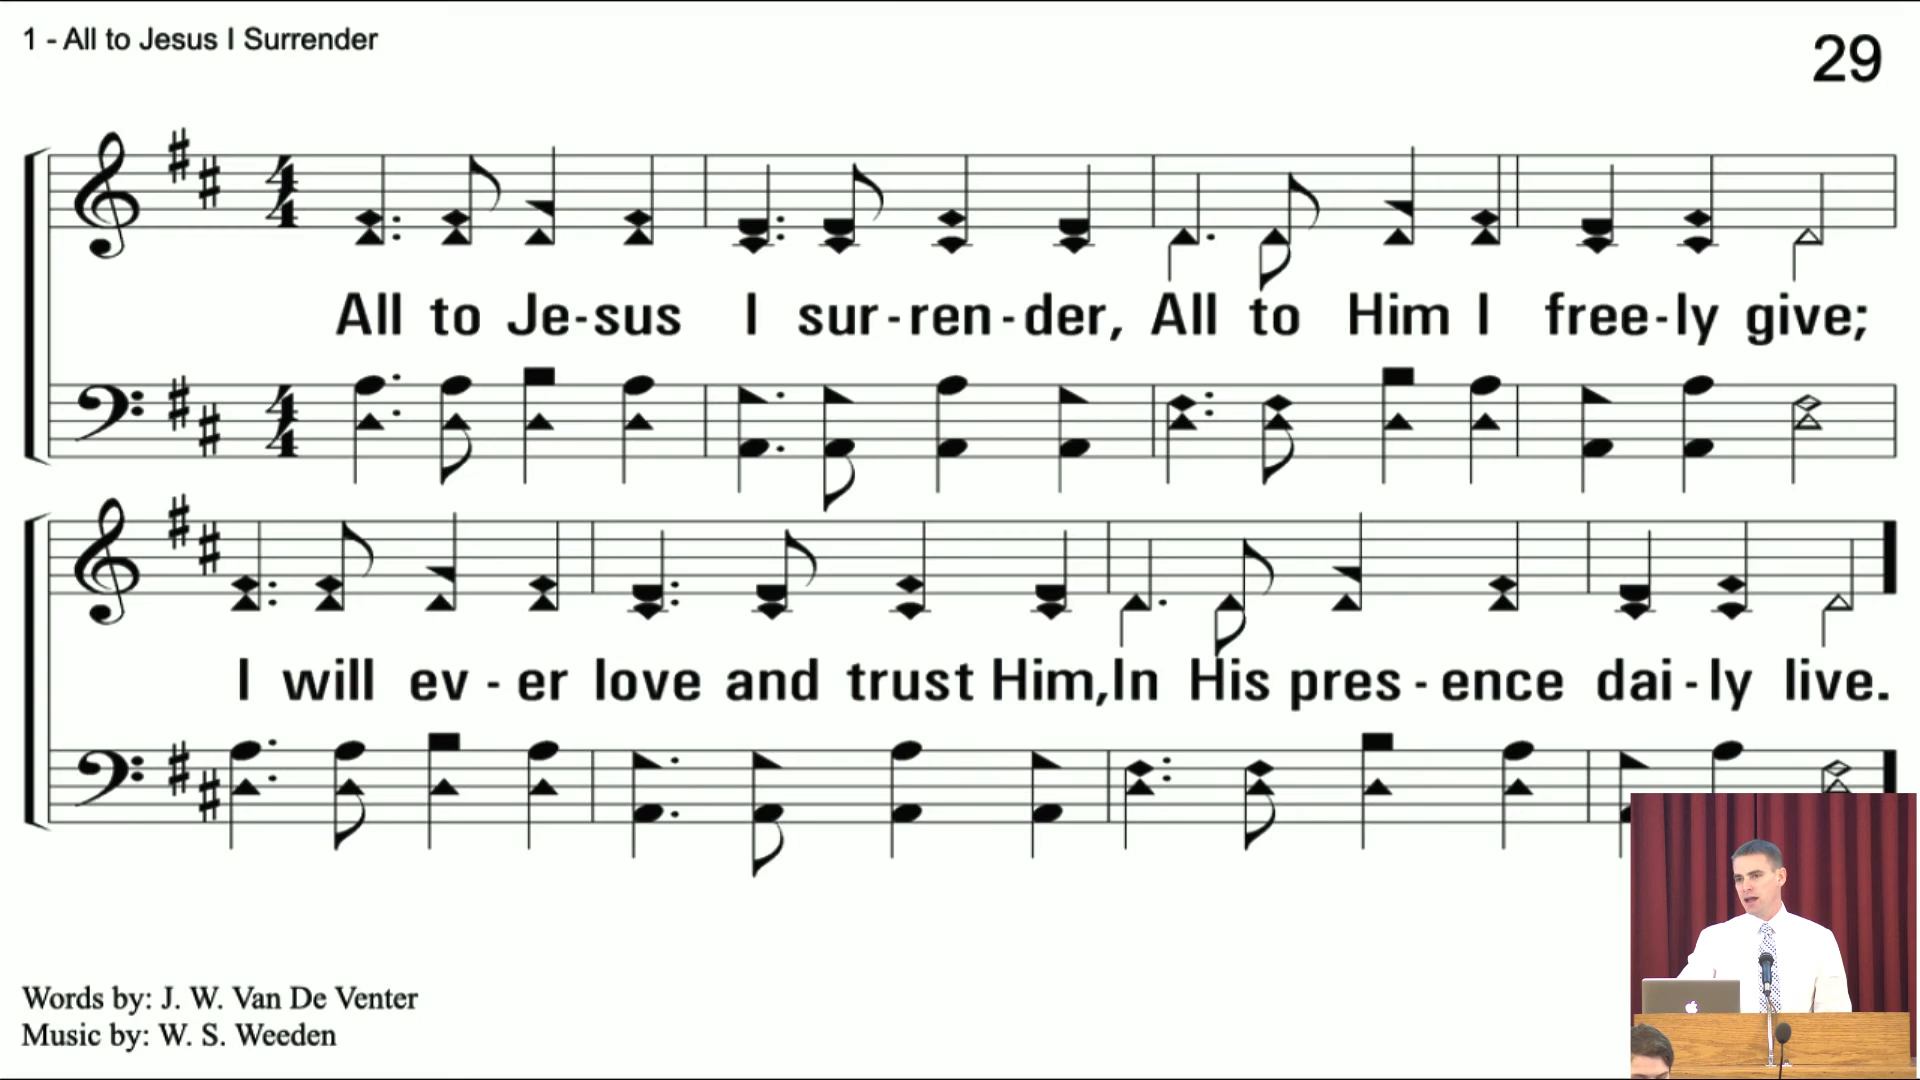 1 - All to Jesus I Surrender
29
All to Je-sus I sur-ren-der, All to Him I free-ly give;
I will ev-er love and trust Him, In His pres-ence dai-ly live.
Words by: J. W. Van De Venter
Music by: W. S. Weeden